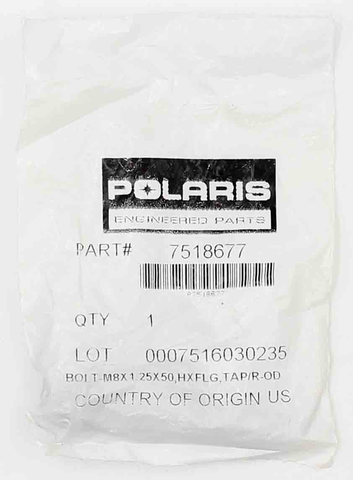 POLARIS
ENGINEERED PARTS
PART# 7518677
P7518677
QTY 1
LOT 0007516030235
BOLT-M8X1.25X50,HXFLG,TAP/R-OD
COUNTRY OF ORIGIN US